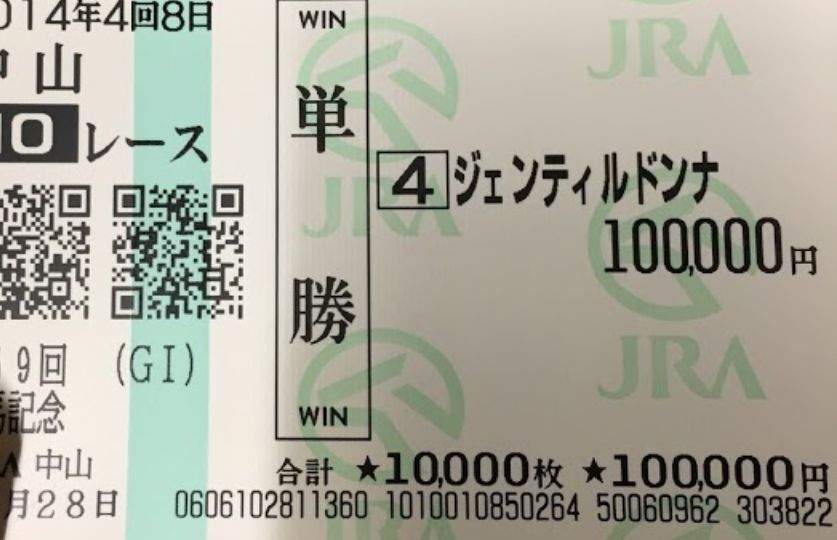 014年4回8日
中山
10レース
9回 (GI)
記念
中山
月28日
WIN
単勝
WIN
4 ジェンティルドンナ
100,000円
合計 ★10,000枚 ★100,000円
0606102811360 1010010850264 50060962 303822
JRA
JRA
JRA